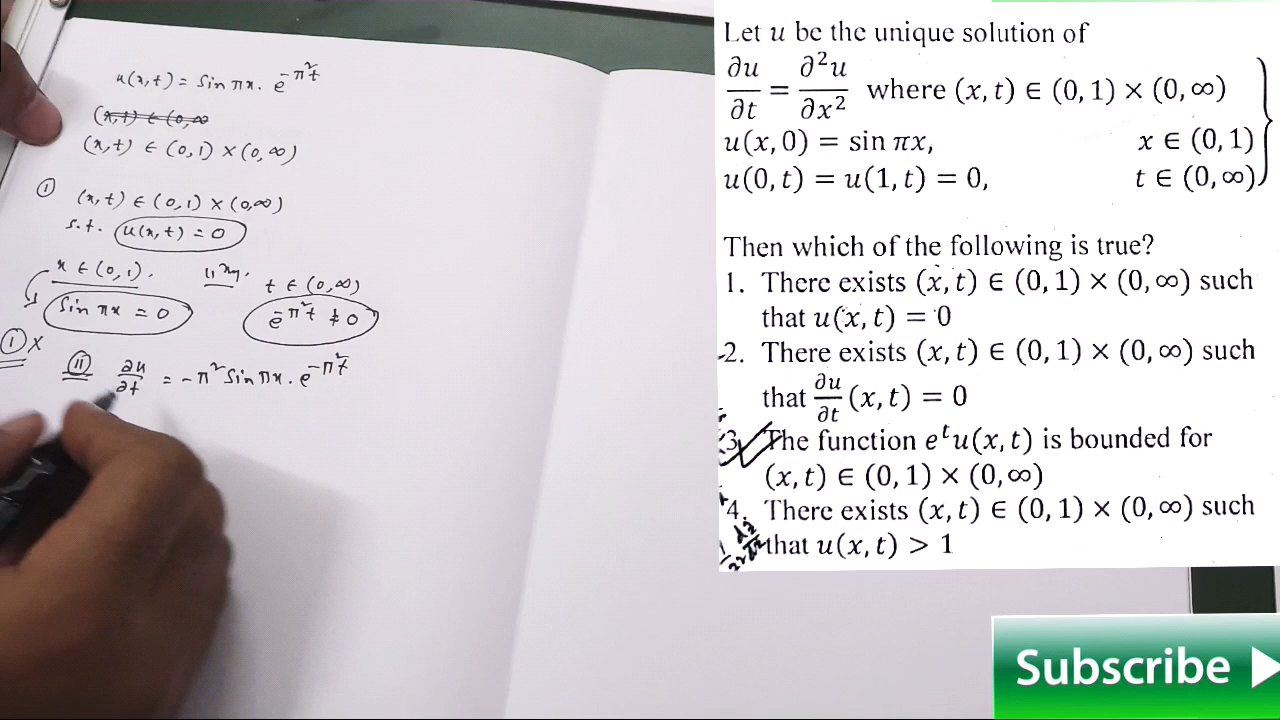 u(x,t) = Sin πx. e^-π²t
(x,t) ∈ (0,∞
(x,t) ∈ (0,1) × (0,∞)
① (x,t) ∈ (0,1) × (0,∞)
s.t. u(x,t) = 0
x ∈ (0,1).
t ∈ (0,∞)
Sin πx = 0
e^-π²t ≠ 0
① X
② ∂u/∂t = -π² Sin πx. e^-π²t
Let u be the unique solution of
∂u/∂t = ∂²u/∂x² where (x,t) ∈ (0,1) × (0,∞)
u(x,0) = sin πx, x ∈ (0,1)
u(0,t) = u(1,t) = 0, t ∈ (0,∞)
Then which of the following is true?
1. There exists (x,t) ∈ (0,1) × (0,∞) such
that u(x,t) = 0
2. There exists (x,t) ∈ (0,1) × (0,∞) such
that ∂u/∂t (x,t) = 0
3. The function e^t u(x,t) is bounded for
(x,t) ∈ (0,1) × (0,∞)
4. There exists (x,t) ∈ (0,1) × (0,∞) such
that u(x,t) > 1
Subscribe